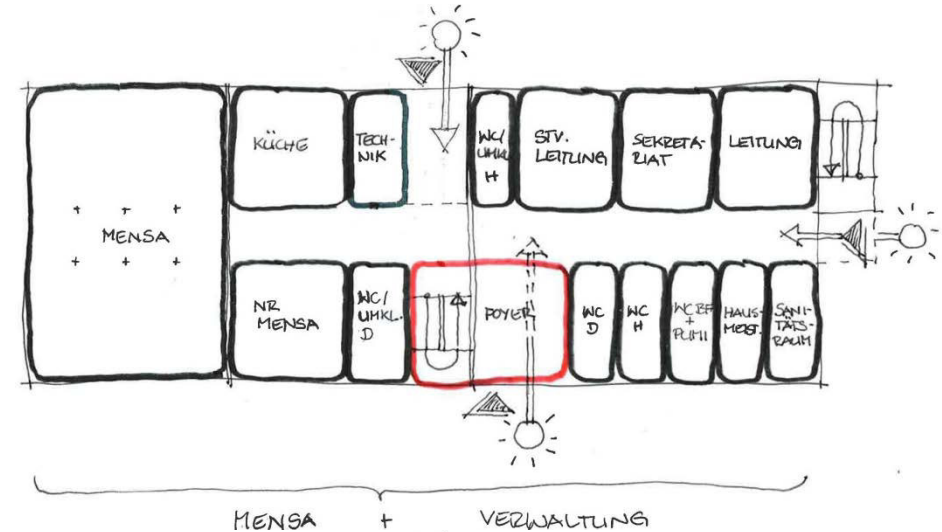 KÜCHE
TECH-
NIK
WC/
UMKL
H
STV.
LEITUNG
SEKRETA-
RIAT
LEITUNG
MENSA
NR
MENSA
WC/
UMKL.
D
FOYER
WC
D
WC
H
WC BF
+
PUMI
HAUS-
MEIST.
SANI-
TÄTS-
RAUM
MENSA + VERWALTUNG